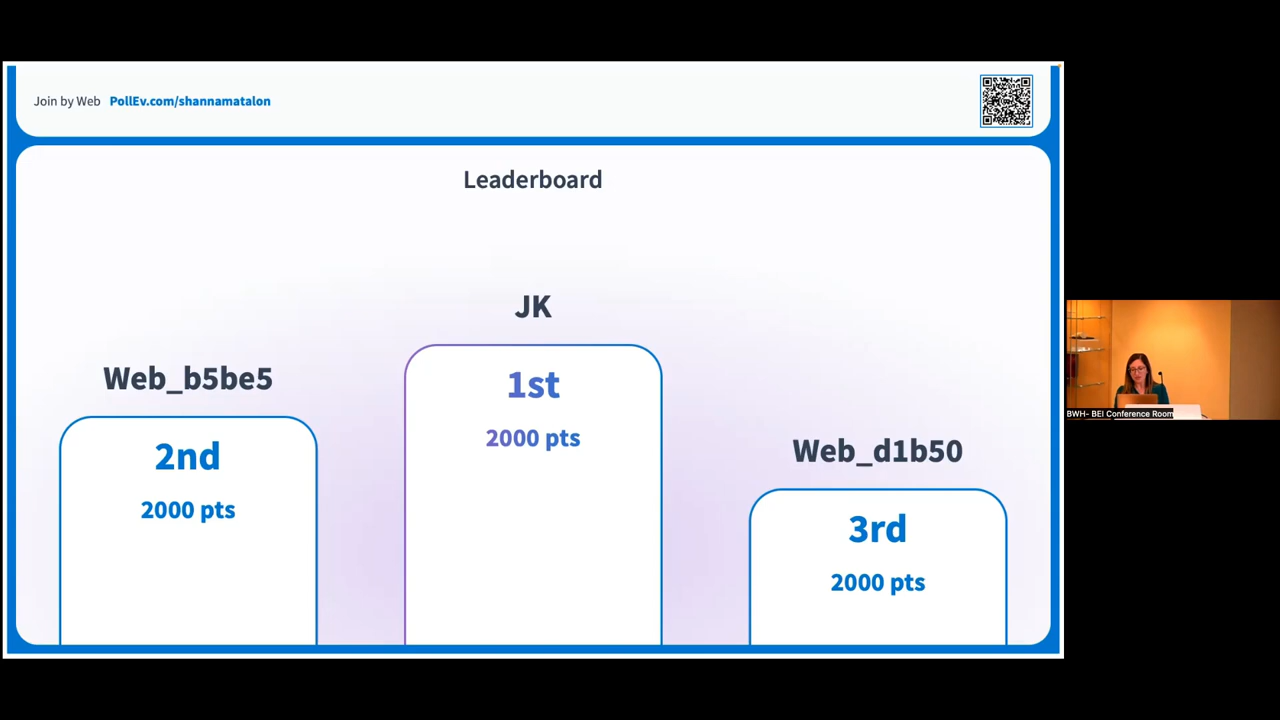 Join by Web PollEv.com/shannamatalon
Leaderboard
JK
1st
2000 pts
Web_b5be5
2nd
2000 pts
Web_d1b50
3rd
2000 pts
BWH- BEI Conference Room